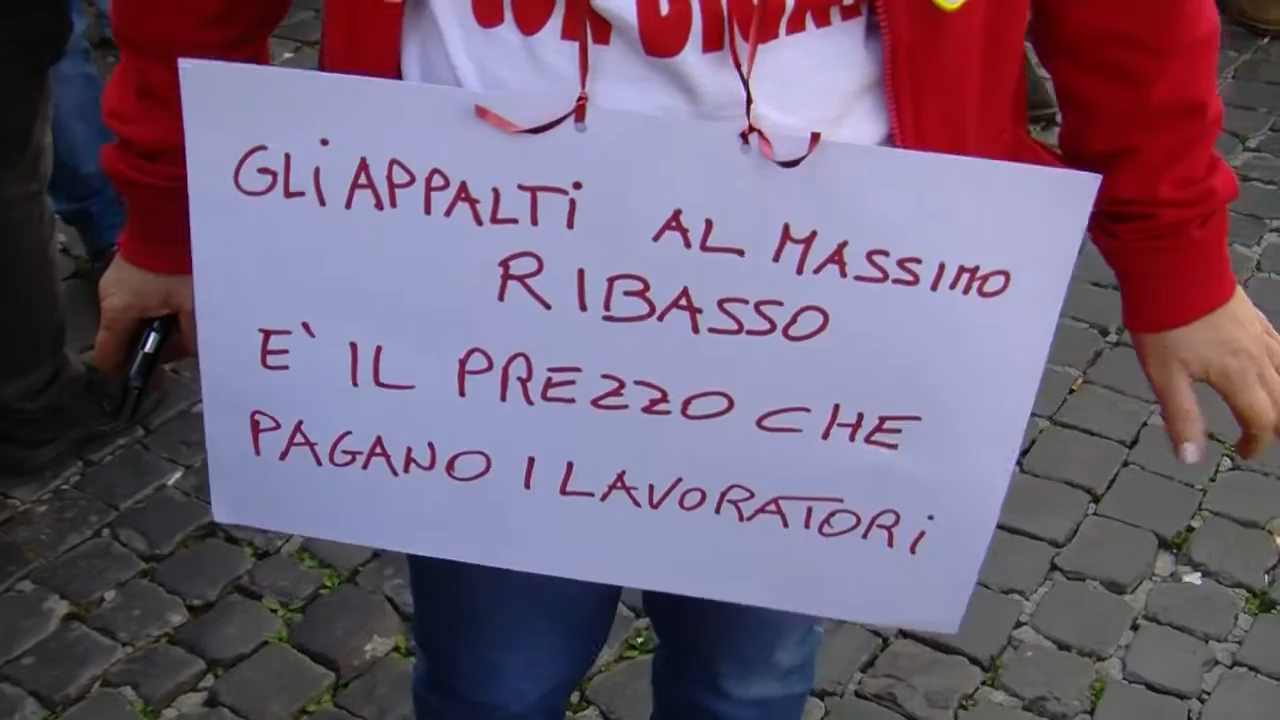 GLi APPALTi AL MASSIMO
RIBASSO
E' IL PREZZO CHE
PAGANO I LAVORATORi